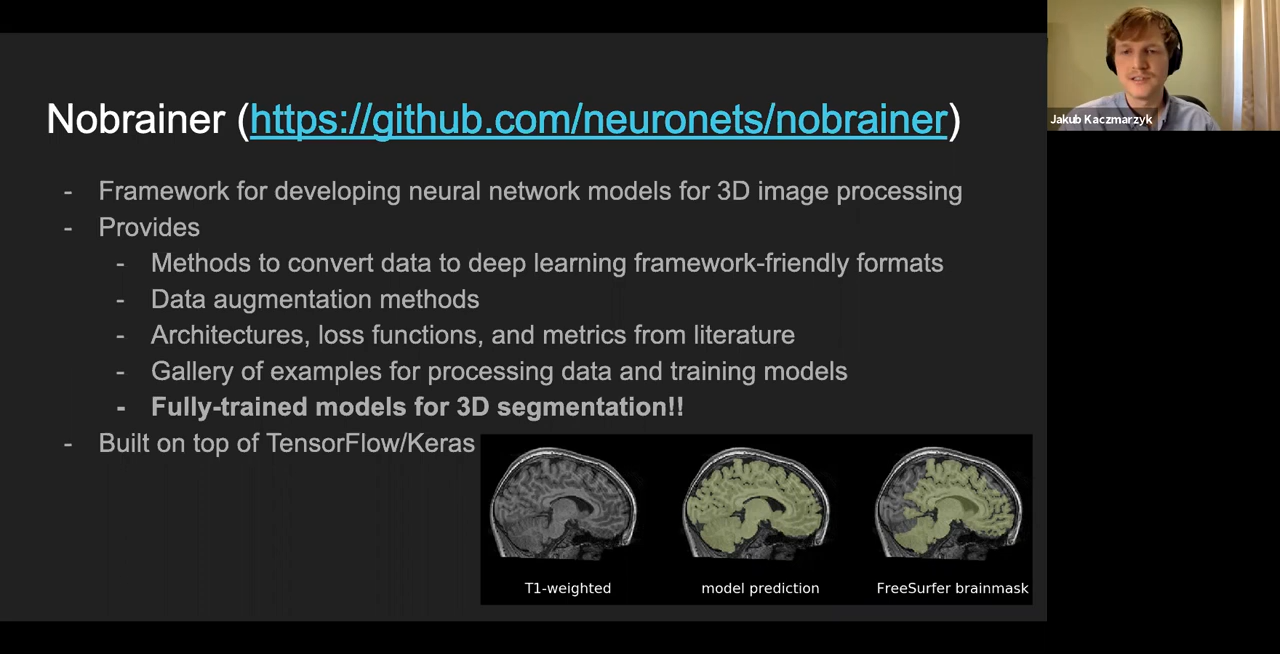 Nobrainer (https://github.com/neuronets/nobrainer)
- Framework for developing neural network models for 3D image processing
- Provides
- Methods to convert data to deep learning framework-friendly formats
- Data augmentation methods
- Architectures, loss functions, and metrics from literature
- Gallery of examples for processing data and training models
- Fully-trained models for 3D segmentation!!
- Built on top of TensorFlow/Keras
T1-weighted
model prediction
FreeSurfer brainmask
Jakub Kaczmarzyk